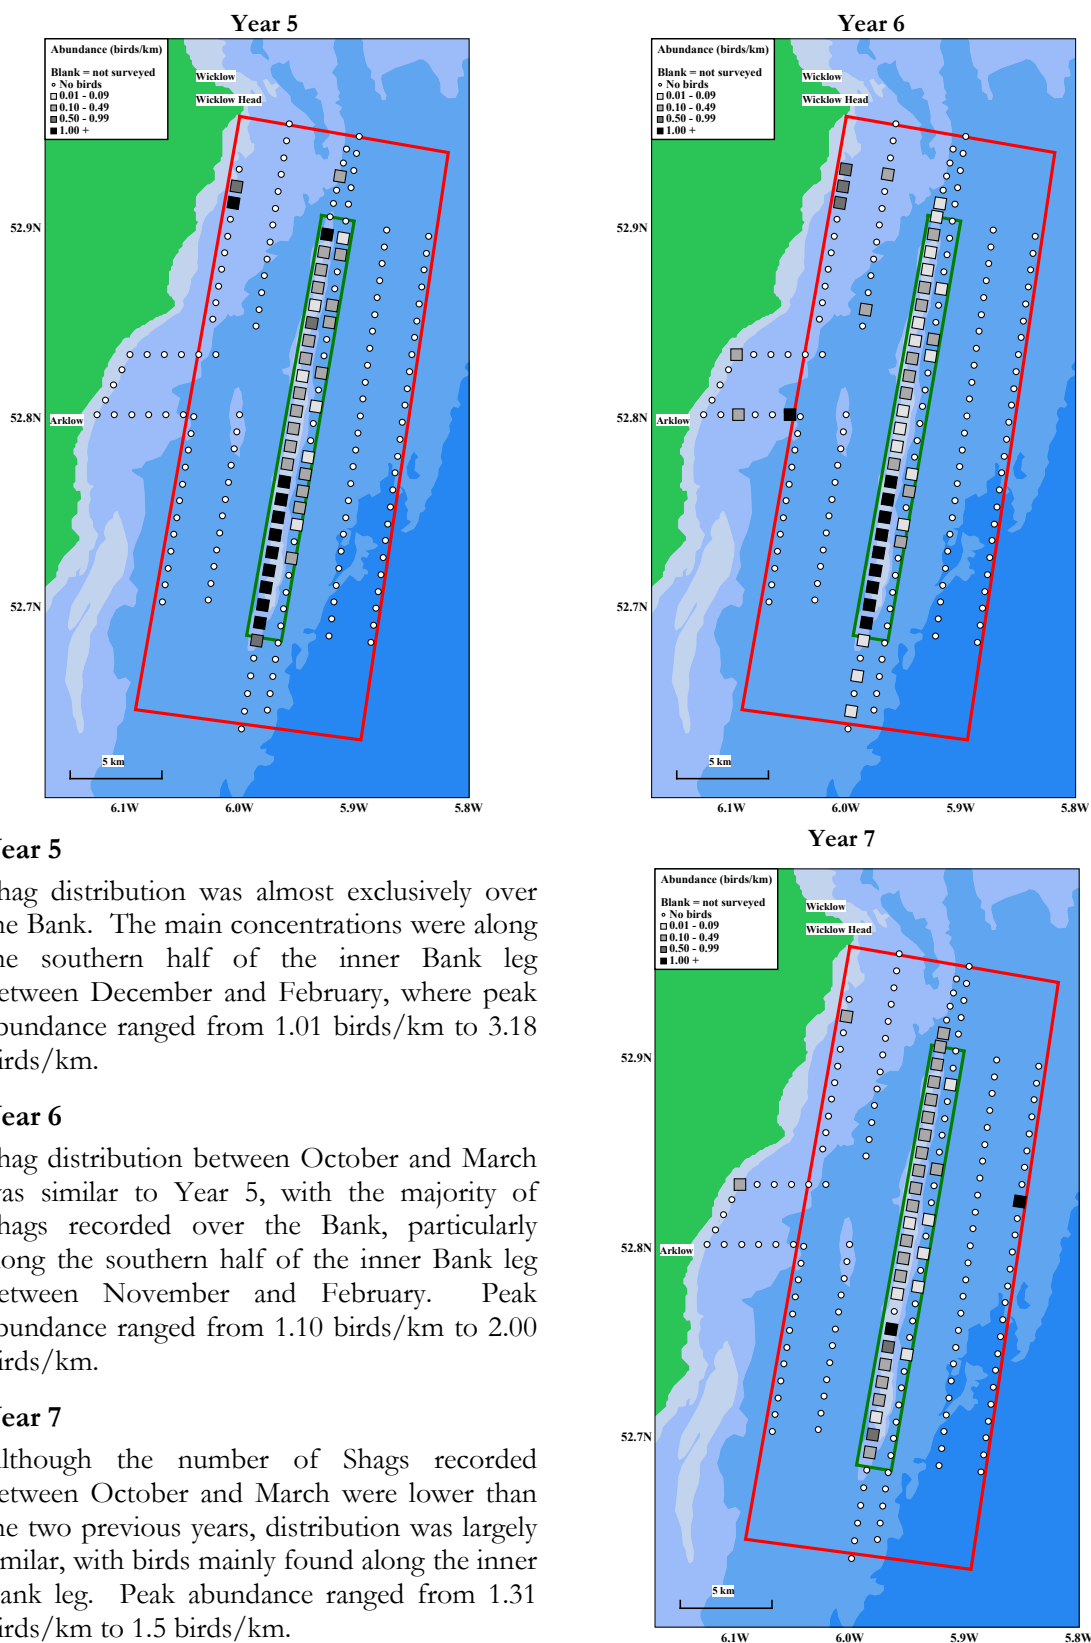 Year 5
Abundance (birds/km)
Blank = not surveyed
No birds
0.01 - 0.09
0.10 - 0.49
0.50 - 0.99
1.00 +
Wicklow
Wicklow Head
Arklow
52.9N
52.8N
52.7N
5 km
6.1W
6.0W
5.9W
5.8W
Year 6
Abundance (birds/km)
Blank = not surveyed
No birds
0.01 - 0.09
0.10 - 0.49
0.50 - 0.99
1.00 +
Wicklow
Wicklow Head
Arklow
52.9N
52.8N
52.7N
5 km
6.1W
6.0W
5.9W
5.8W
ear 5
hag distribution was almost exclusively over
he Bank. The main concentrations were along
he southern half of the inner Bank leg
etween December and February, where peak
bundance ranged from 1.01 birds/km to 3.18
irds/km.
ear 6
hag distribution between October and March
as similar to Year 5, with the majority of
hags recorded over the Bank, particularly
long the southern half of the inner Bank leg
etween November and February. Peak
bundance ranged from 1.10 birds/km to 2.00
irds/km.
ear 7
lthough the number of Shags recorded
etween October and March were lower than
he two previous years, distribution was largely
imilar, with birds mainly found along the inner
ank leg. Peak abundance ranged from 1.31
irds/km to 1.5 birds/km.
Year 7
Abundance (birds/km)
Blank = not surveyed
No birds
0.01 - 0.09
0.10 - 0.49
0.50 - 0.99
1.00 +
Wicklow
Wicklow Head
Arklow
52.9N
52.8N
52.7N
5 km
6.1W
6.0W
5.9W
5.8W